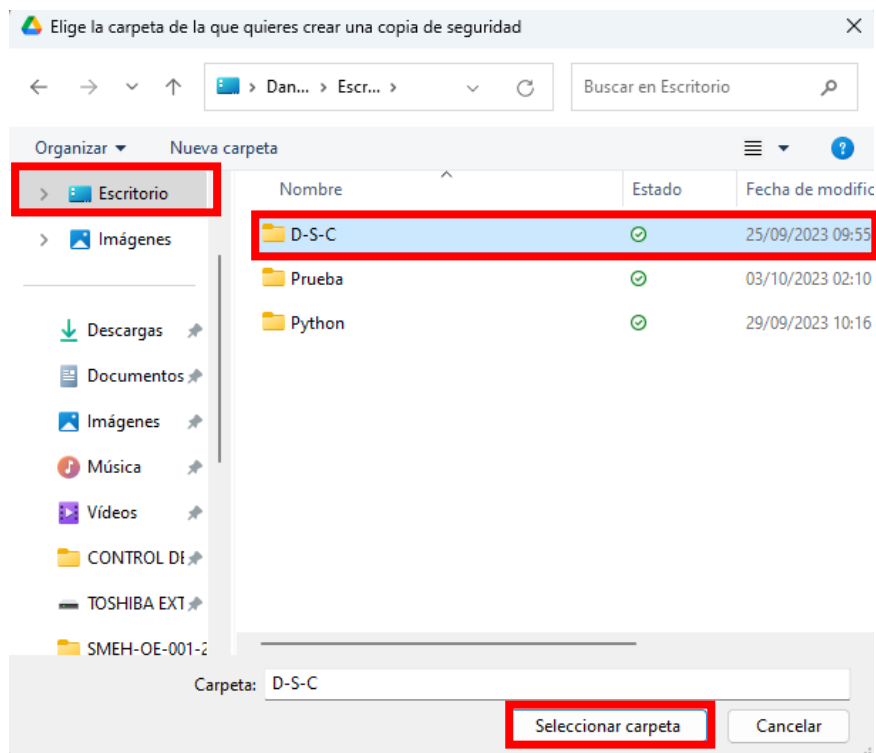 Elige la carpeta de la que quieres crear una copia de seguridad
Dan... > Escr... >
Buscar en Escritorio
Organizar
Nueva carpeta
Escritorio
Imágenes
Descargas
Documentos
Imágenes
Música
Vídeos
CONTROL DE
TOSHIBA EXT
SMEH-OE-001-2
Nombre Estado Fecha de modific
D-S-C 25/09/2023 09:55
Prueba 03/10/2023 02:10
Python 29/09/2023 10:16
Carpeta: D-S-C
Seleccionar carpeta
Cancelar